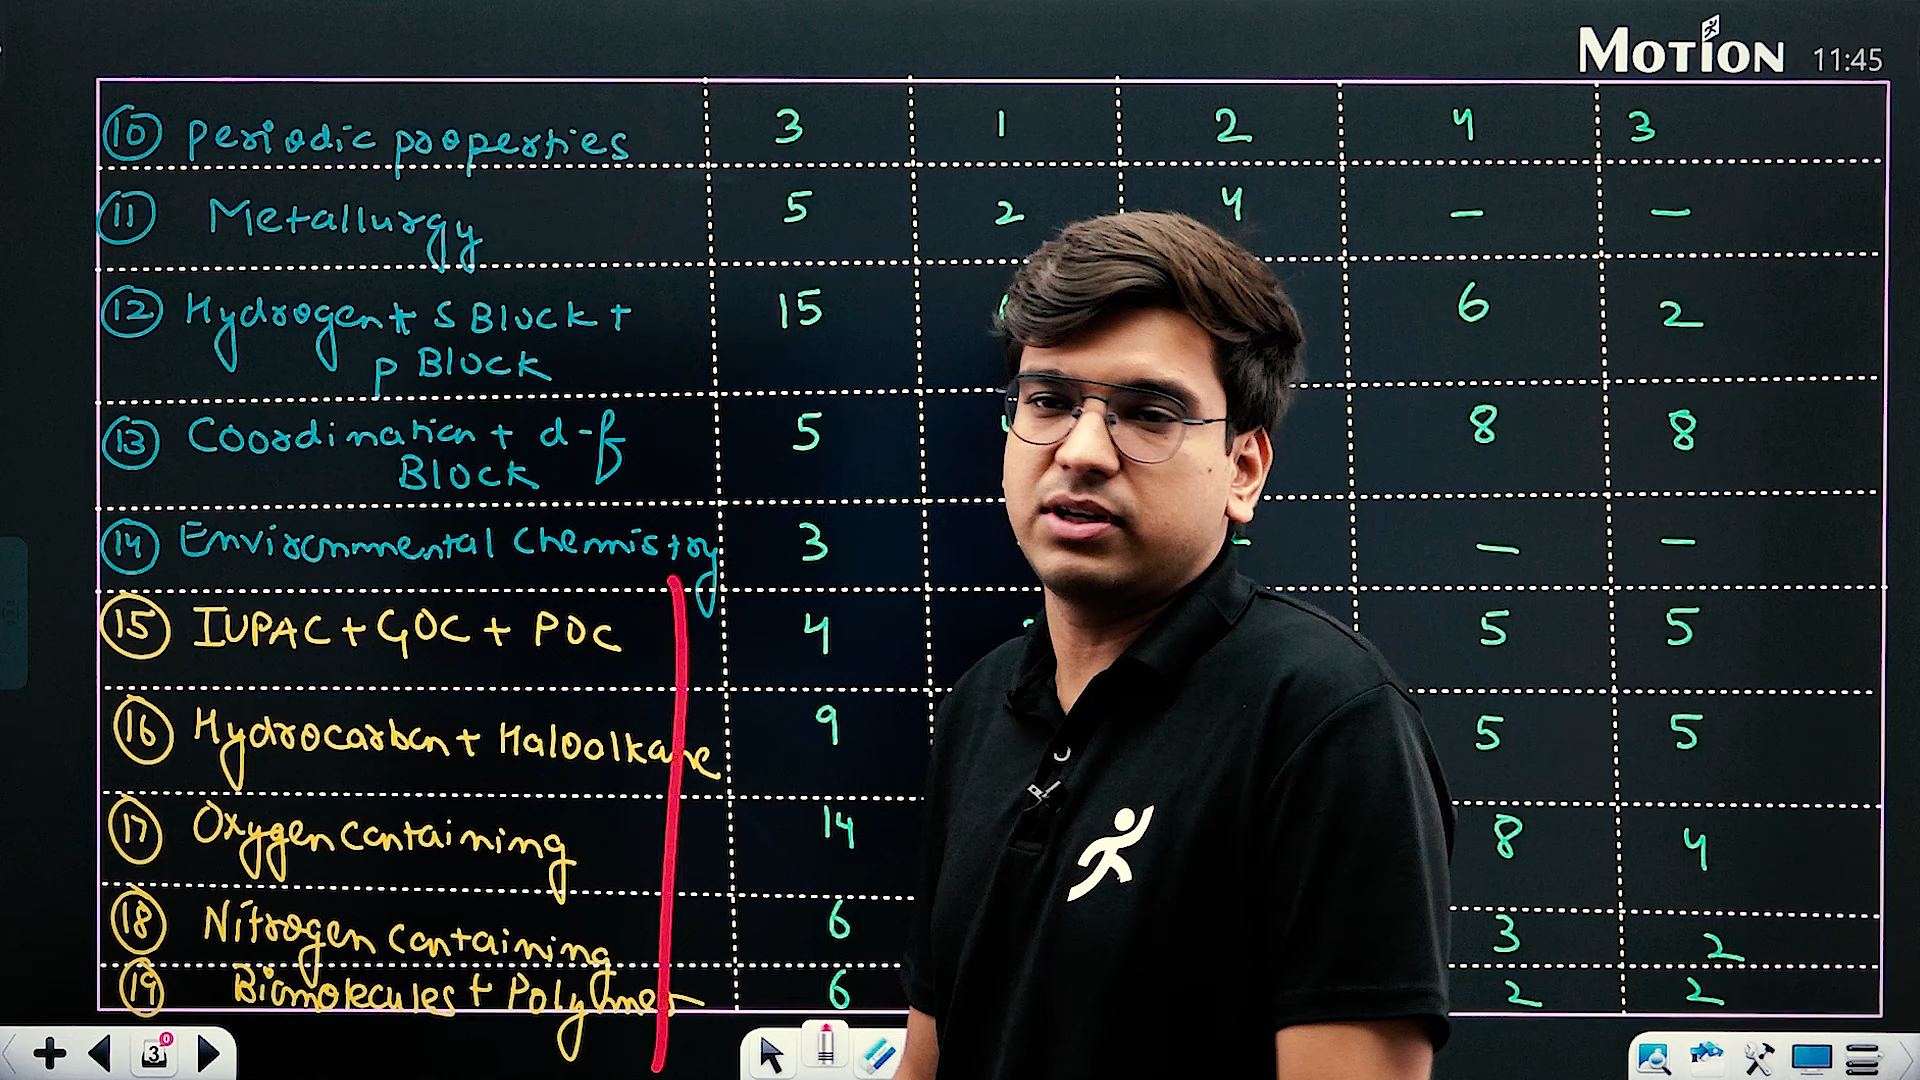 MOTION 11:45
10 Periodic properties 3 1 2 4 3
11 Metallurgy 5 2 4 — —
12 Hydrogen + S Block + 15 6 2
p Block
13 Coordination + d-f 5 8 8
Block
14 Environmental Chemistry 3 — —
15 IUPAC + GOC + POC 4 5 5
16 Hydrocarbon + Haloalkane 9 5 5
17 Oxygen containing 14 8 4
18 Nitrogen containing 6 3 2
19 Biomolecules + Polymer 6 2 2
3 0